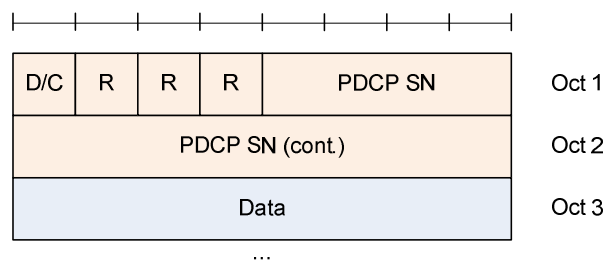 D/C R R R PDCP SN Oct 1
PDCP SN (cont.) Oct 2
Data Oct 3
...